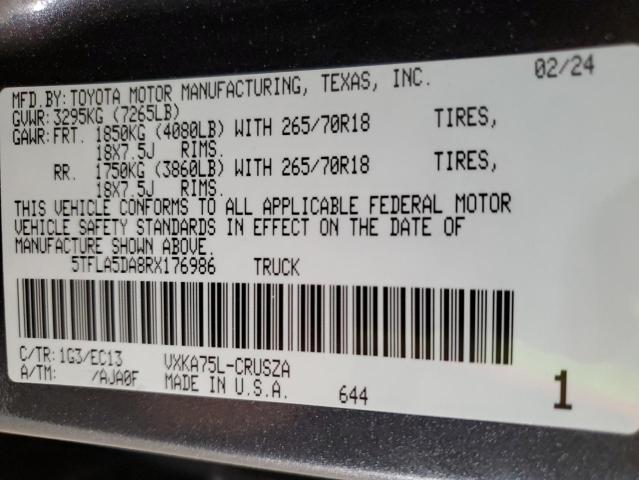 MFD.BY: TOYOTA MOTOR MANUFACTURING, TEXAS, INC. 02/24
GVWR: 3295KG (7265LB)
GAWR: FRT. 1850KG (4080LB) WITH 265/70R18 TIRES,
18X7.5J RIMS.
RR. 1750KG (3860LB) WITH 265/70R18 TIRES,
18X7.5J RIMS.
THIS VEHICLE CONFORMS TO ALL APPLICABLE FEDERAL MOTOR
VEHICLE SAFETY STANDARDS IN EFFECT ON THE DATE OF
MANUFACTURE SHOWN ABOVE.
5TFLA5DA8RX176986 TRUCK
C/TR: 1G3/EC13 VXKA75L-CRUSZA
A/TM: /AJA0F MADE IN U.S.A. 644 1